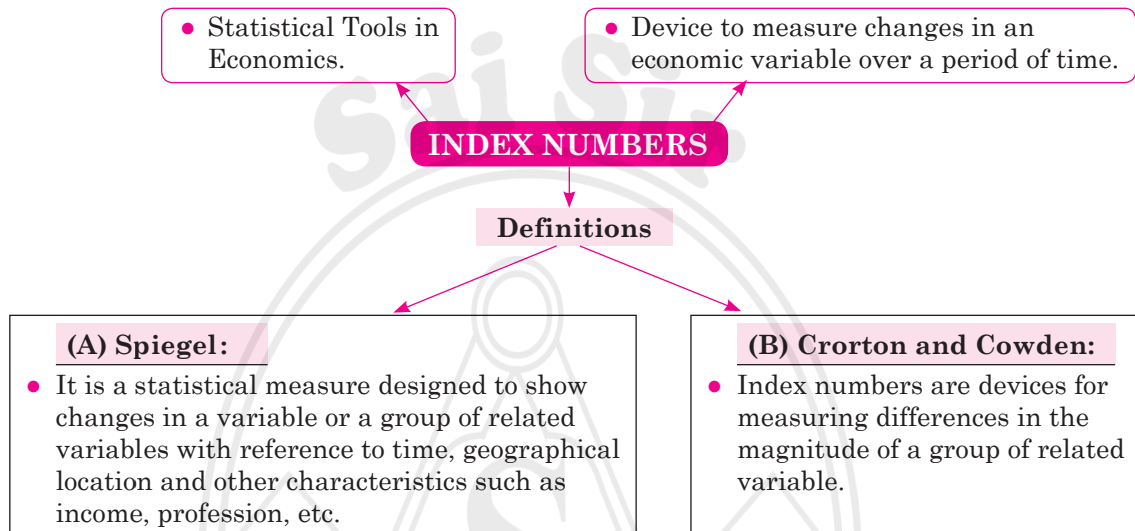 • Statistical Tools in
Economics.
• Device to measure changes in an
economic variable over a period of time.
Sai Sir.
INDEX NUMBERS
Definitions
(A) Spiegel:
• It is a statistical measure designed to show
changes in a variable or a group of related
variables with reference to time, geographical
location and other characteristics such as
income, profession, etc.
(B) Crorton and Cowden:
• Index numbers are devices for
measuring differences in the
magnitude of a group of related
variable.
S